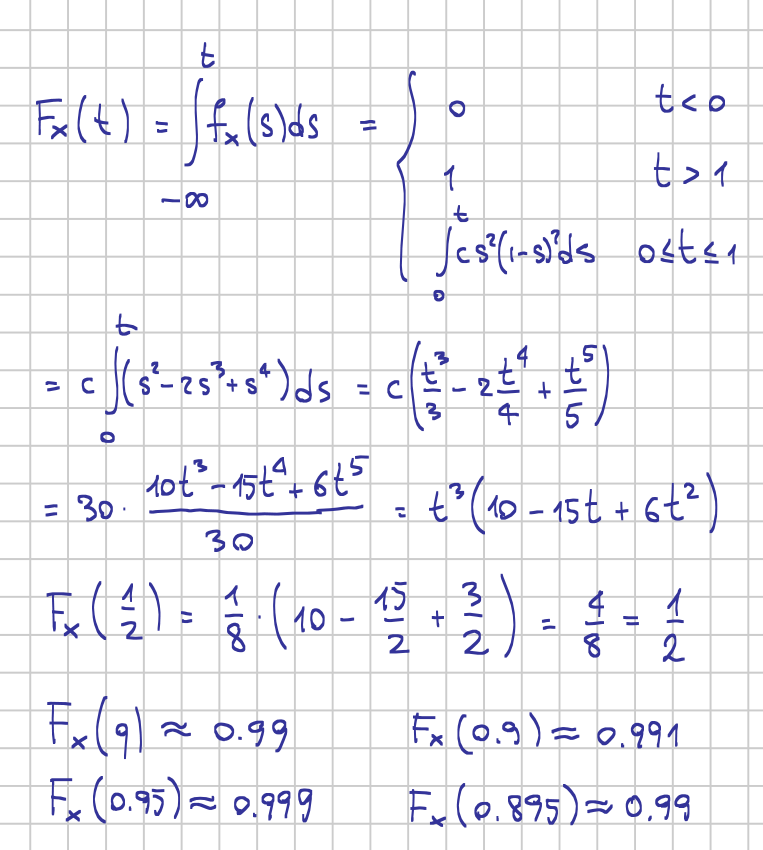 F_x(t) = ∫_{-∞}^{t} f_x(s)ds = { 0 t < 0
1 t > 1
∫_0^t cs²(1-s)²ds 0 ≤ t ≤ 1
= c ∫_0^t (s² - 2s³ + s⁴) ds = c (t³/3 - 2 t⁴/4 + t⁵/5)
= 30 · (10t³ - 15t⁴ + 6t⁵)/30 = t³(10 - 15t + 6t²)
F_x(1/2) = 1/8 · (10 - 15/2 + 3/2) = 4/8 = 1/2
F_x(q) ≈ 0.99 F_x(0.9) ≈ 0.991
F_x(0.95) ≈ 0.999 F_x(0.895) ≈ 0.99